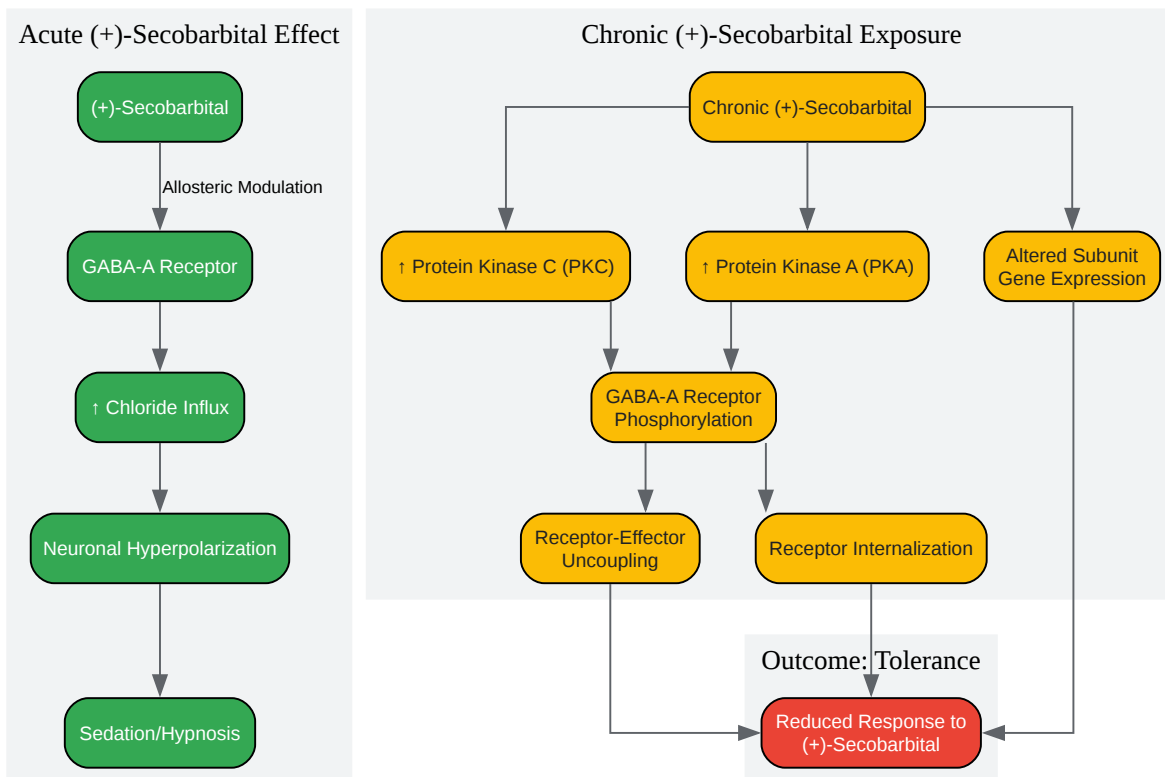 Acute (+)-Secobarbital Effect
(+)-Secobarbital
Allosteric Modulation
GABA-A Receptor
↑ Chloride Influx
Neuronal Hyperpolarization
Sedation/Hypnosis
Chronic (+)-Secobarbital Exposure
Chronic (+)-Secobarbital
↑ Protein Kinase C (PKC)
↑ Protein Kinase A (PKA)
Altered Subunit
Gene Expression
GABA-A Receptor
Phosphorylation
Receptor-Effector
Uncoupling
Receptor Internalization
Outcome: Tolerance
Reduced Response to
(+)-Secobarbital